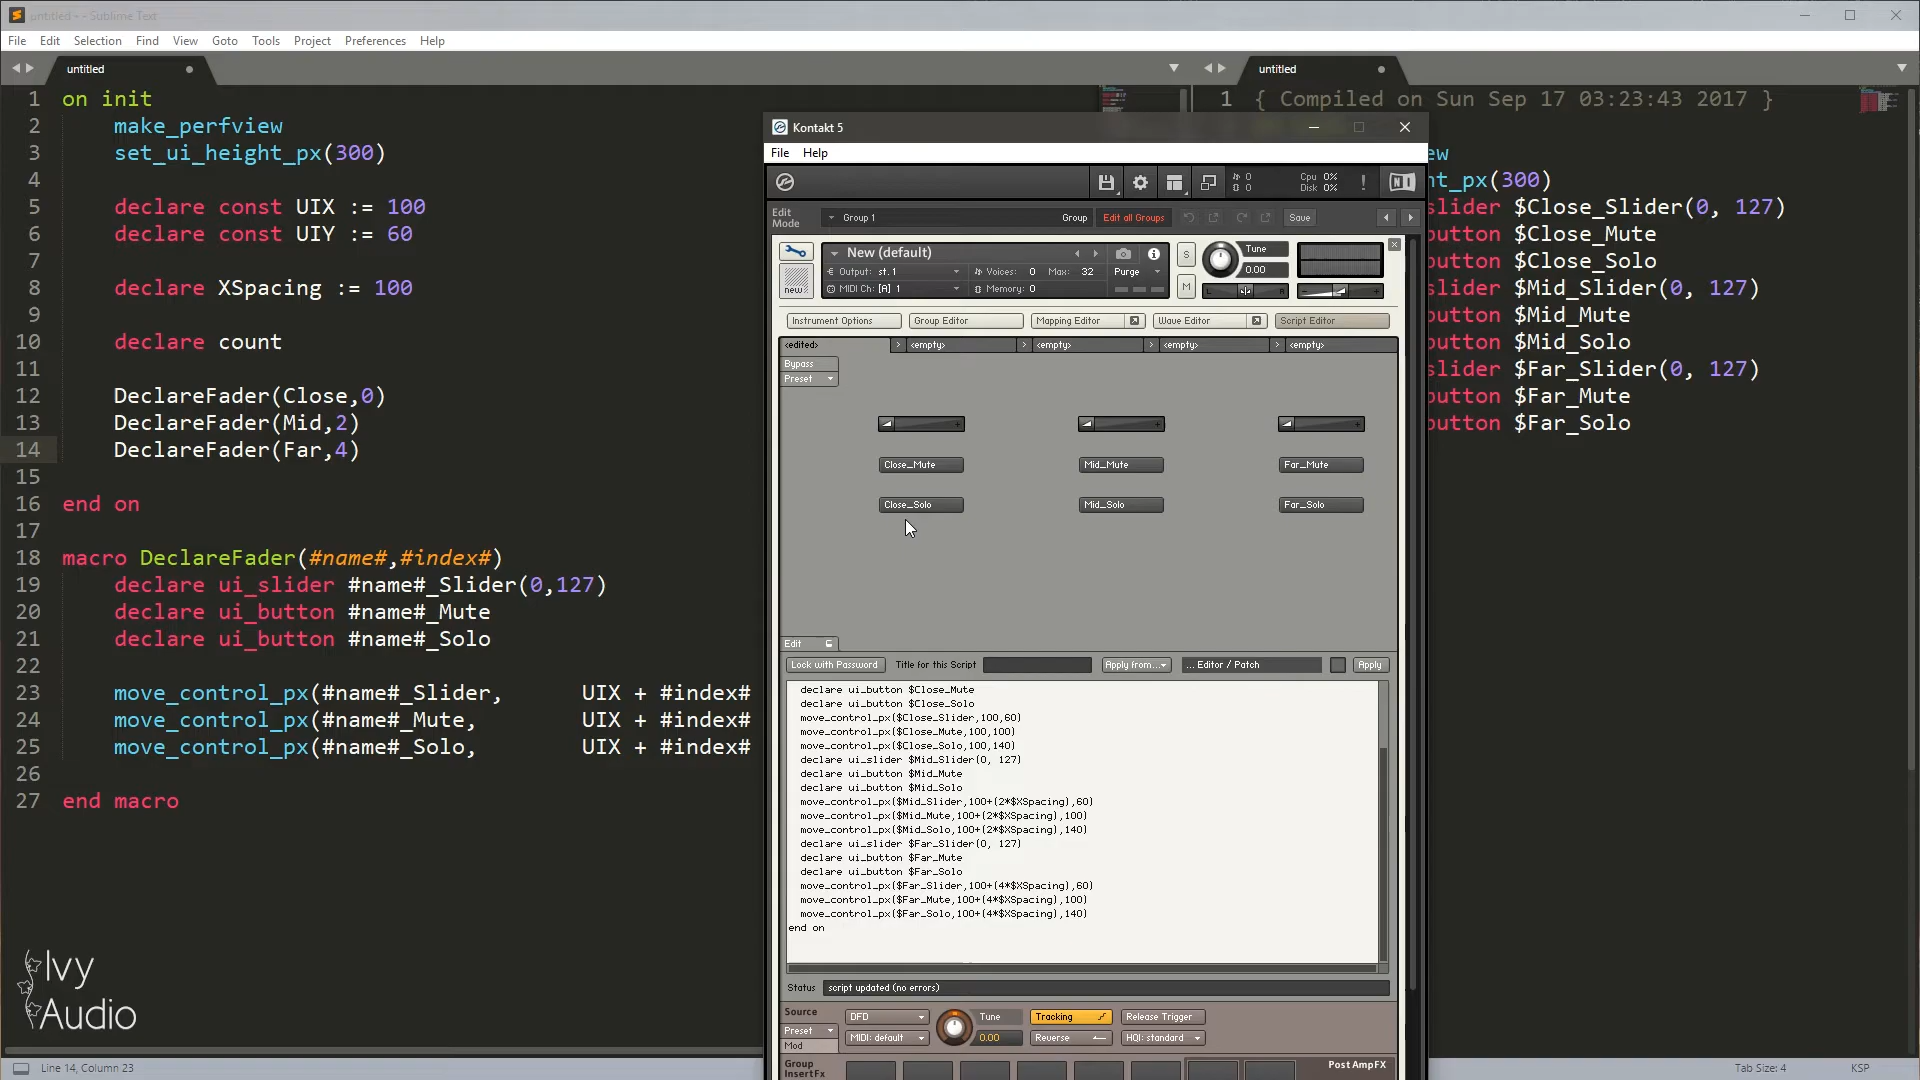 untitled - - Sublime Text
File Edit Selection Find View Goto Tools Project Preferences Help
untitled
1 on init
2 make_perfview
3 set_ui_height_px(300)
4
5 declare const UIX := 100
6 declare const UIY := 60
7
8 declare XSpacing := 100
9
10 declare count
11
12 DeclareFader(Close,0)
13 DeclareFader(Mid,2)
14 DeclareFader(Far,4)
15
16 end on
17
18 macro DeclareFader(#name#,#index#)
19 declare ui_slider #name#_Slider(0,127)
20 declare ui_button #name#_Mute
21 declare ui_button #name#_Solo
22
23 move_control_px(#name#_Slider, UIX + #index#
24 move_control_px(#name#_Mute, UIX + #index#
25 move_control_px(#name#_Solo, UIX + #index#
26
27 end macro
Ivy
Audio
Line 14, Column 23
Kontakt 5
File Help
0
0
Cpu 0%
Disk 0%
!
NI
Edit
Mode
Group 1 Group Edit all Groups Save
New (default)
Output: st. 1 Voices: 0 Max: 32 Purge
MIDI Ch: [A] 1 Memory: 0
new
S
M
Tune
0.00
L R
Instrument Options Group Editor Mapping Editor Wave Editor Script Editor
<edited> <empty> <empty> <empty> <empty>
Bypass
Preset
Close_Mute Mid_Mute Far_Mute
Close_Solo Mid_Solo Far_Solo
Edit
Lock with Password Title for this Script Apply from... ... Editor / Patch Apply
declare ui_button $Close_Mute
declare ui_button $Close_Solo
move_control_px($Close_Slider,100,60)
move_control_px($Close_Mute,100,100)
move_control_px($Close_Solo,100,140)
declare ui_slider $Mid_Slider(0, 127)
declare ui_button $Mid_Mute
declare ui_button $Mid_Solo
move_control_px($Mid_Slider,100+(2*$XSpacing),60)
move_control_px($Mid_Mute,100+(2*$XSpacing),100)
move_control_px($Mid_Solo,100+(2*$XSpacing),140)
declare ui_slider $Far_Slider(0, 127)
declare ui_button $Far_Mute
declare ui_button $Far_Solo
move_control_px($Far_Slider,100+(4*$XSpacing),60)
move_control_px($Far_Mute,100+(4*$XSpacing),100)
move_control_px($Far_Solo,100+(4*$XSpacing),140)
end on
Status script updated (no errors)
Source
Preset
Mod
DFD Tune Tracking Release Trigger
MIDI: default 0.00 Reverse HQI: standard
Group
InsertFx
Post AmpFX
untitled
1 { Compiled on Sun Sep 17 03:23:43 2017 }
ew
ht_px(300)
slider $Close_Slider(0, 127)
button $Close_Mute
button $Close_Solo
slider $Mid_Slider(0, 127)
button $Mid_Mute
button $Mid_Solo
slider $Far_Slider(0, 127)
button $Far_Mute
button $Far_Solo
Tab Size: 4 KSP